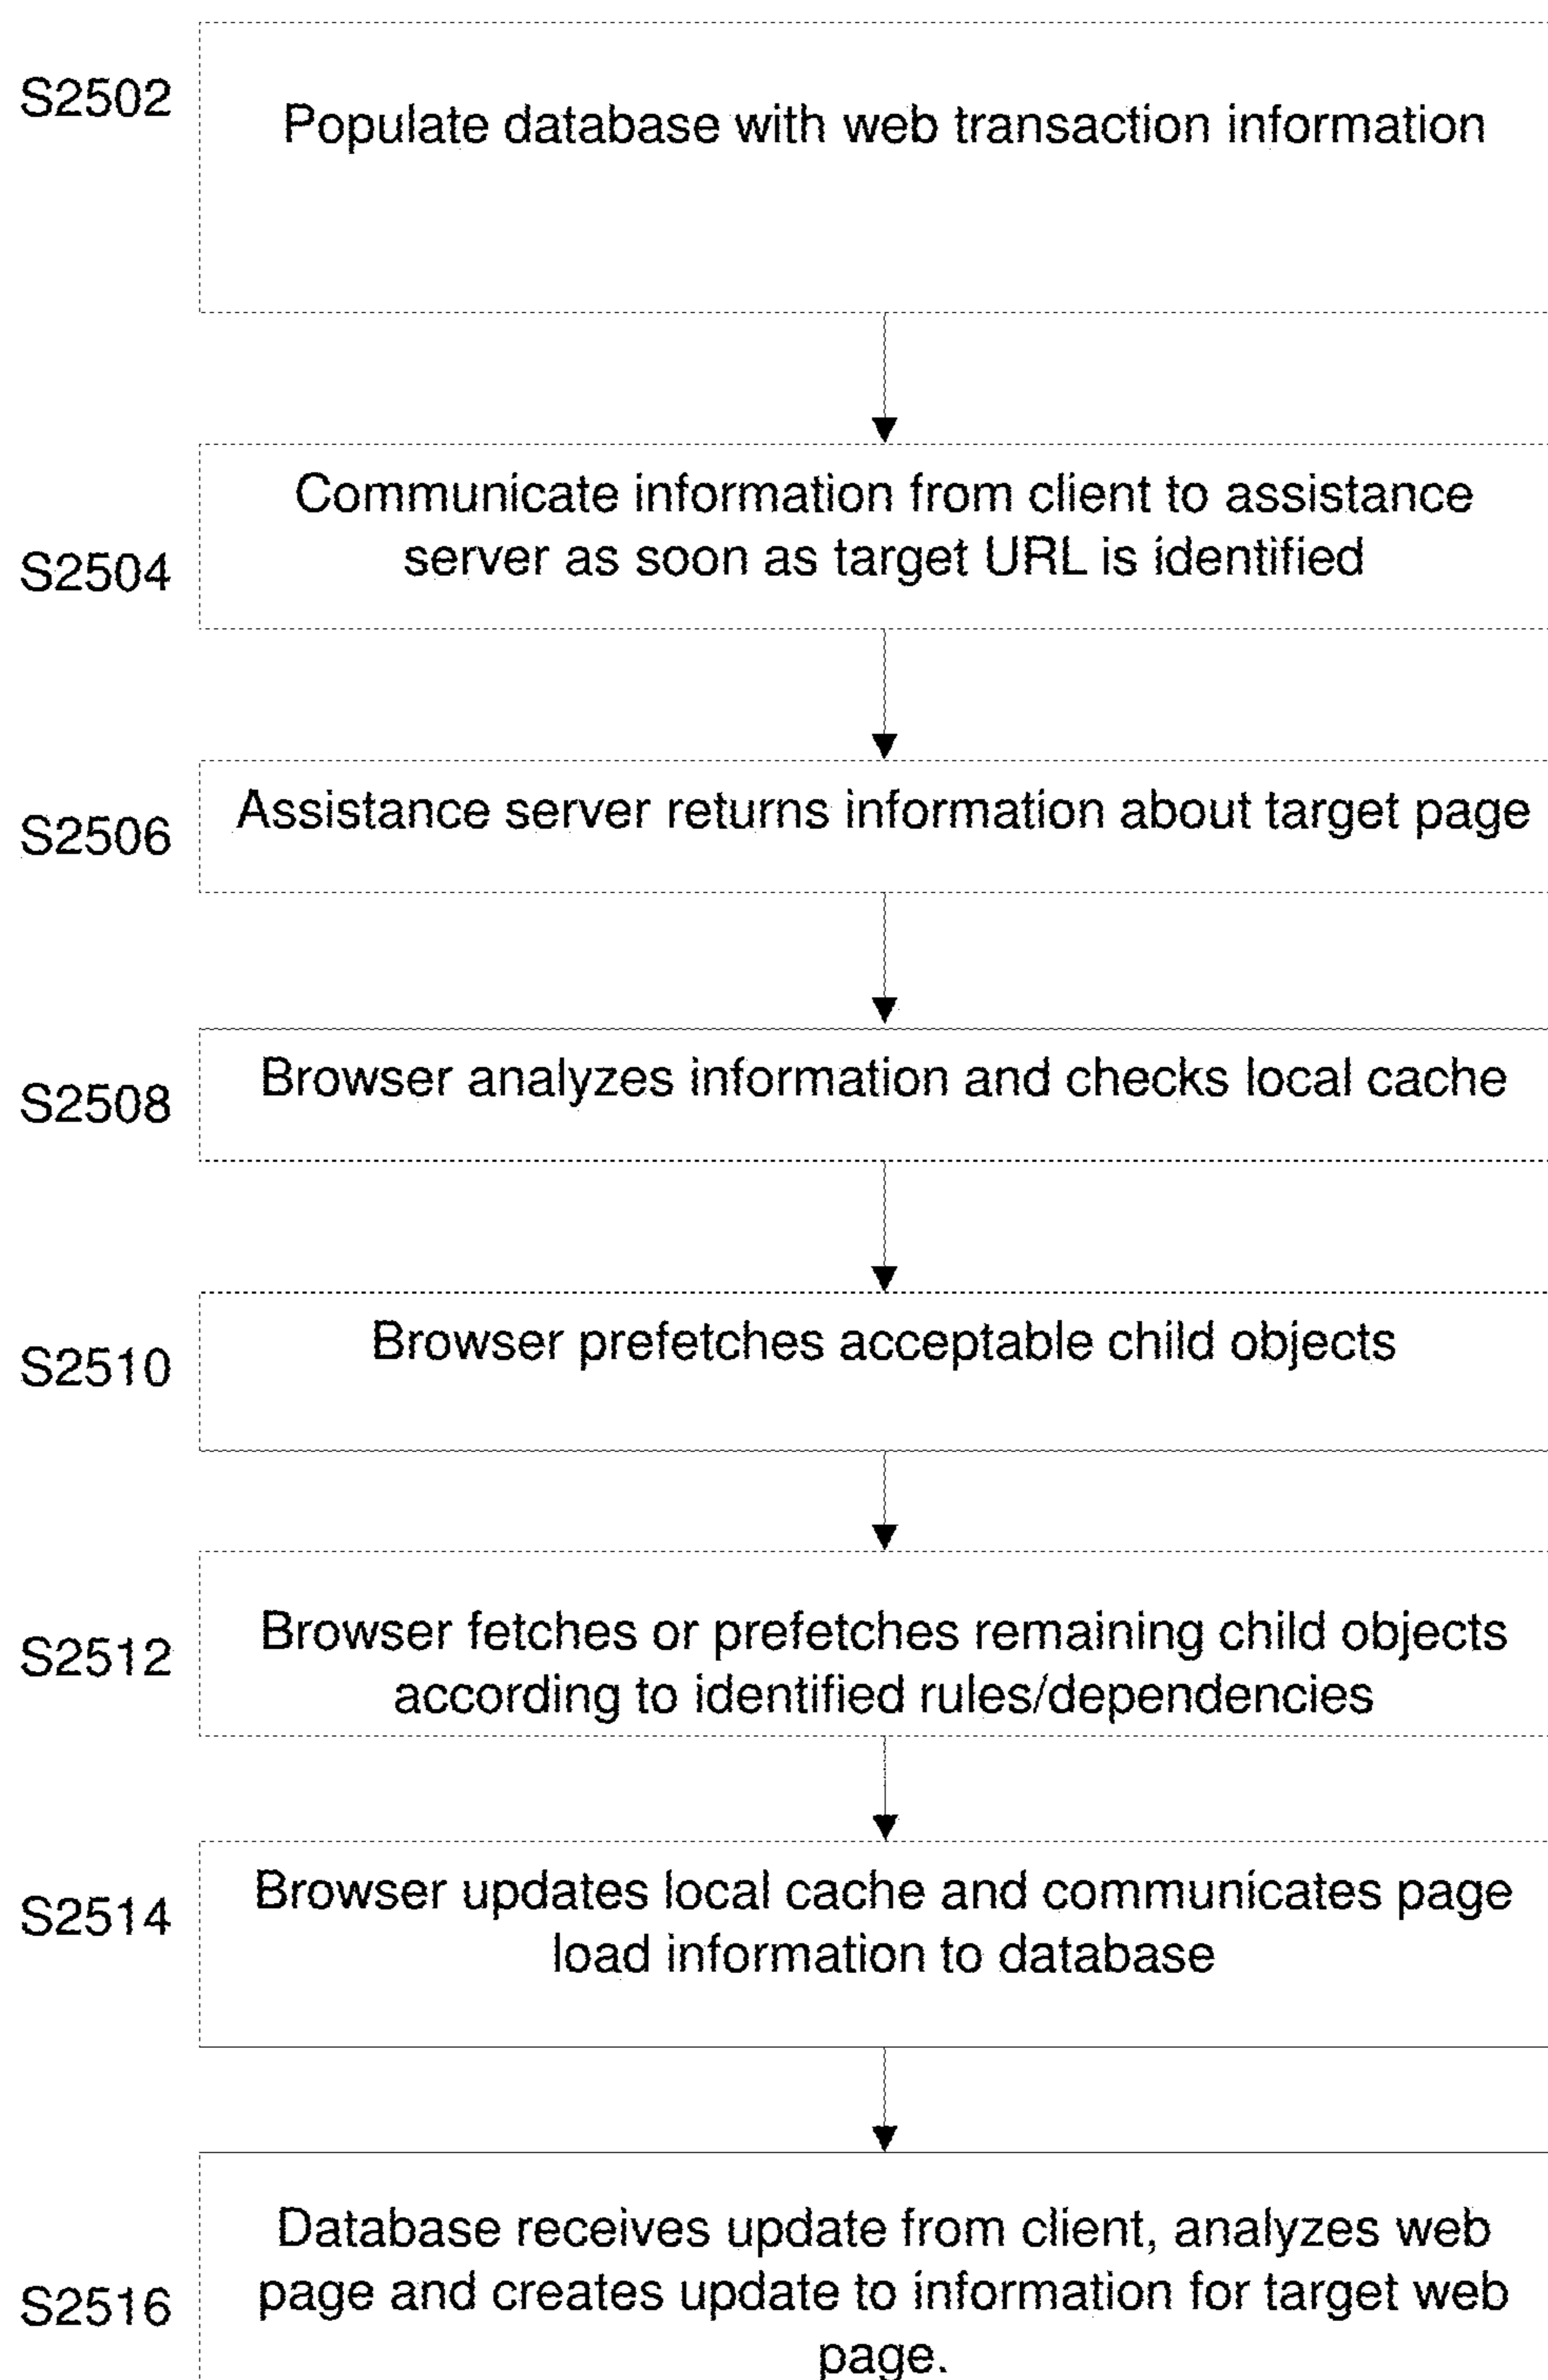 S2502
Populate database with web transaction information
Communicate information from client to assistance
server as soon as target URL is identified
S2504
Assistance server returns information about target page
S2506
Browser analyzes information and checks local cache
S2508
Browser prefetches acceptable child objects
S2510
Browser fetches or prefetches remaining child objects
according to identified rules/dependencies
S2512
Browser updates local cache and communicates page
load information to database
S2514
Database receives update from client, analyzes web
page and creates update to information for target web
page.
S2516